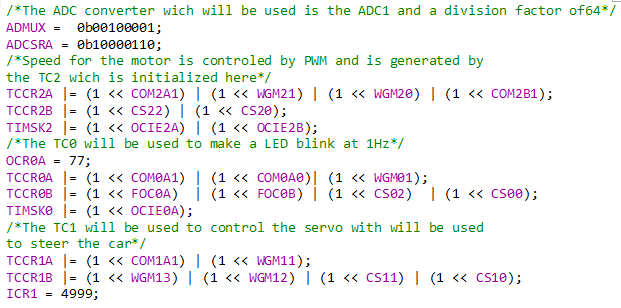 /*The ADC converter wich will be used is the ADC1 and a division factor of64*/
ADMUX =  0b00100001;
ADCSRA = 0b10000110;
/*Speed for the motor is controled by PWM and is generated by
the TC2 wich is initialized here*/
TCCR2A |= (1 << COM2A1) | (1 << WGM21) | (1 << WGM20) | (1 << COM2B1);
TCCR2B |= (1 << CS22) | (1 << CS20);
TIMSK2 |= (1 << OCIE2A) | (1 << OCIE2B);
/*The TC0 will be used to make a LED blink at 1Hz*/
OCR0A = 77;
TCCR0A |= (1 << COM0A1) | (1 << COM0A0)| (1 << WGM01);
TCCR0B |= (1 << FOC0A)  | (1 << FOC0B) | (1 << CS02)  | (1 << CS00);
TIMSK0 |= (1 << OCIE0A);
/*The TC1 will be used to control the servo with will be used
to steer the car*/
TCCR1A |= (1 << COM1A1) | (1 << WGM11);
TCCR1B |= (1 << WGM13) | (1 << WGM12) | (1 << CS11) | (1 << CS10);
ICR1 = 4999;